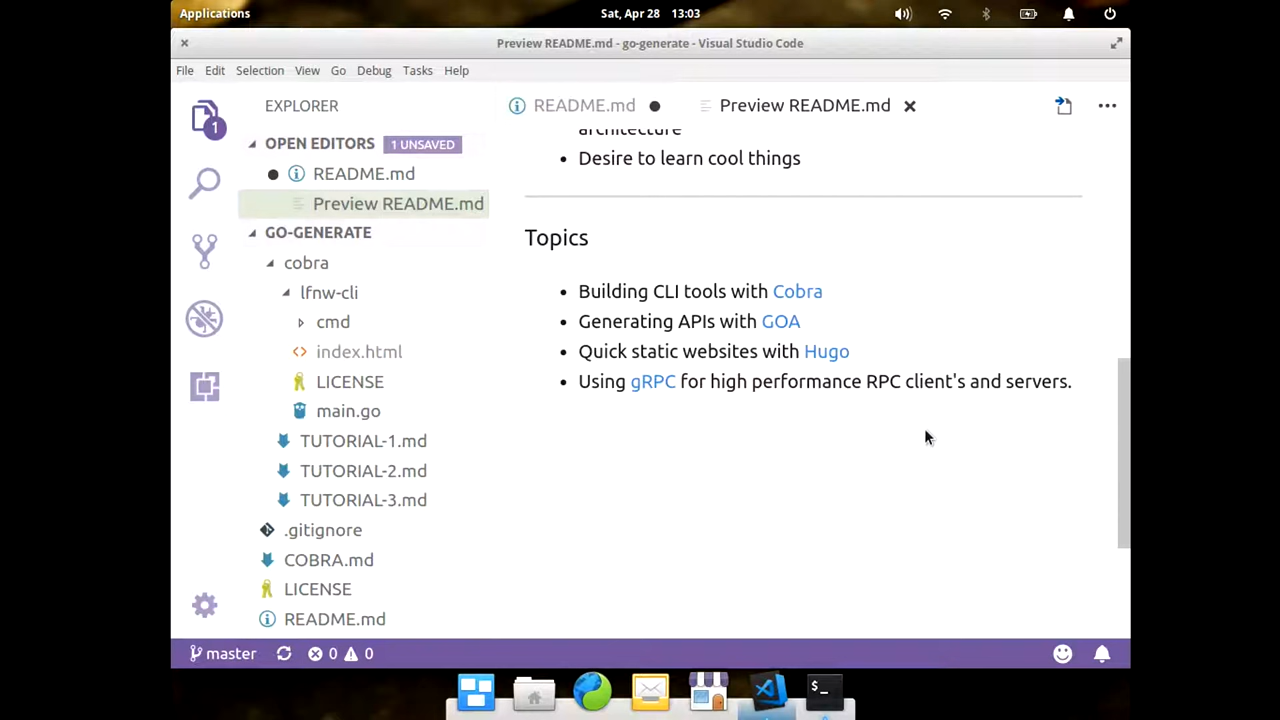 Applications
Sat, Apr 28 13:03
Preview README.md - go-generate - Visual Studio Code
File Edit Selection View Go Debug Tasks Help
1
EXPLORER
OPEN EDITORS 1 UNSAVED
README.md
Preview README.md
GO-GENERATE
cobra
lfnw-cli
cmd
index.html
LICENSE
main.go
TUTORIAL-1.md
TUTORIAL-2.md
TUTORIAL-3.md
.gitignore
COBRA.md
LICENSE
README.md
README.md
Preview README.md
architecture
Desire to learn cool things
Topics
Building CLI tools with Cobra
Generating APIs with GOA
Quick static websites with Hugo
Using gRPC for high performance RPC client's and servers.
master 0 0
$_